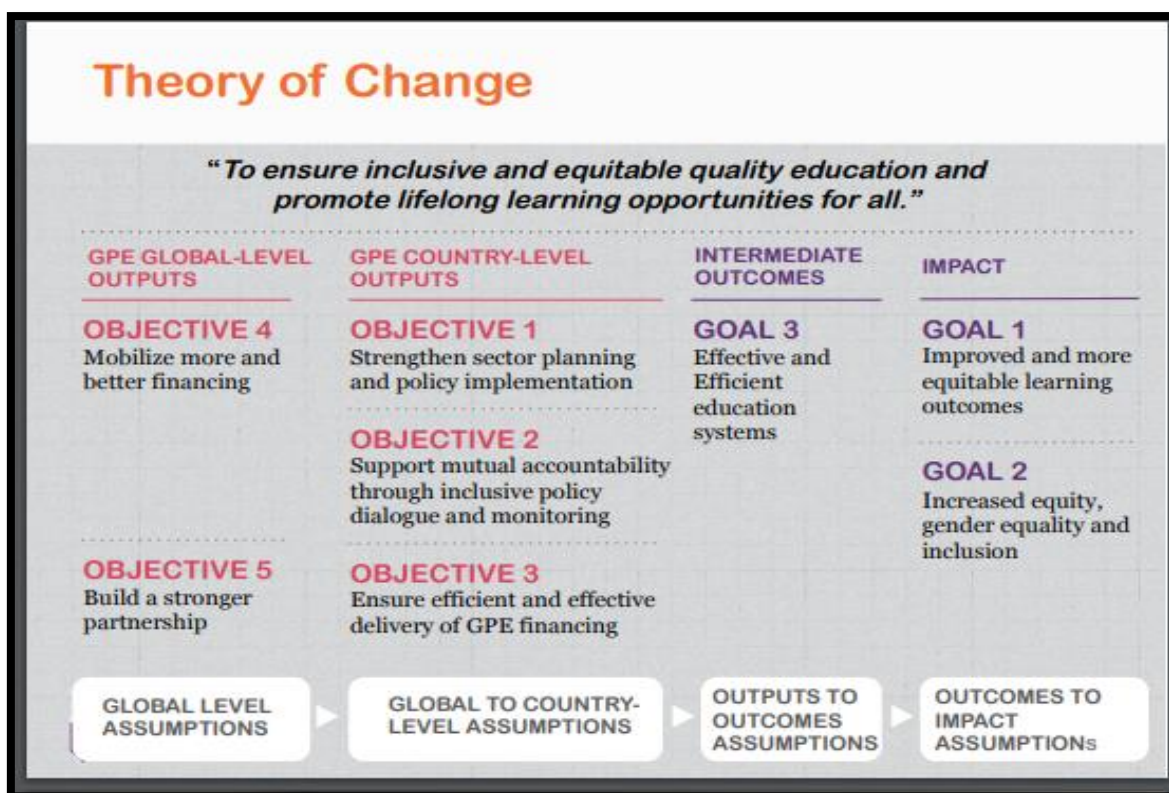 Theory of Change
“To ensure inclusive and equitable quality education and
promote lifelong learning opportunities for all.”
GPE GLOBAL-LEVEL
OUTPUTS
OBJECTIVE 4
Mobilize more and
better financing
OBJECTIVE 5
Build a stronger
partnership
GPE COUNTRY-LEVEL
OUTPUTS
OBJECTIVE 1
Strengthen sector planning
and policy implementation
OBJECTIVE 2
Support mutual accountability
through inclusive policy
dialogue and monitoring
OBJECTIVE 3
Ensure efficient and effective
delivery of GPE financing
INTERMEDIATE
OUTCOMES
GOAL 3
Effective and
Efficient
education
systems
IMPACT
GOAL 1
Improved and more
equitable learning
outcomes
GOAL 2
Increased equity,
gender equality and
inclusion
GLOBAL LEVEL
ASSUMPTIONS
GLOBAL TO COUNTRY-
LEVEL ASSUMPTIONS
OUTPUTS TO
OUTCOMES
ASSUMPTIONS
OUTCOMES TO
IMPACT
ASSUMPTIONs